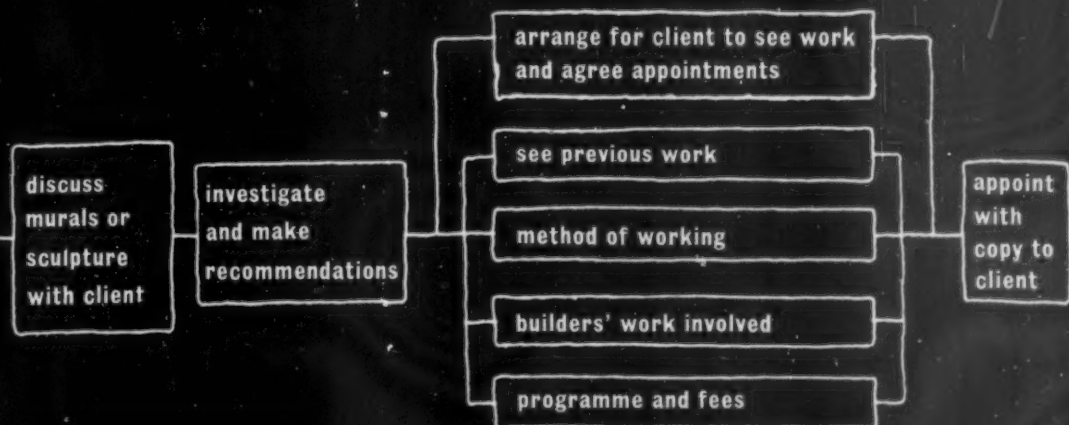 discuss
murals or
sculpture
with client
investigate
and make
recommendations
arrange for client to see work
and agree appointments
see previous work
method of working
builders' work involved
programme and fees
appoint
with
copy to
client